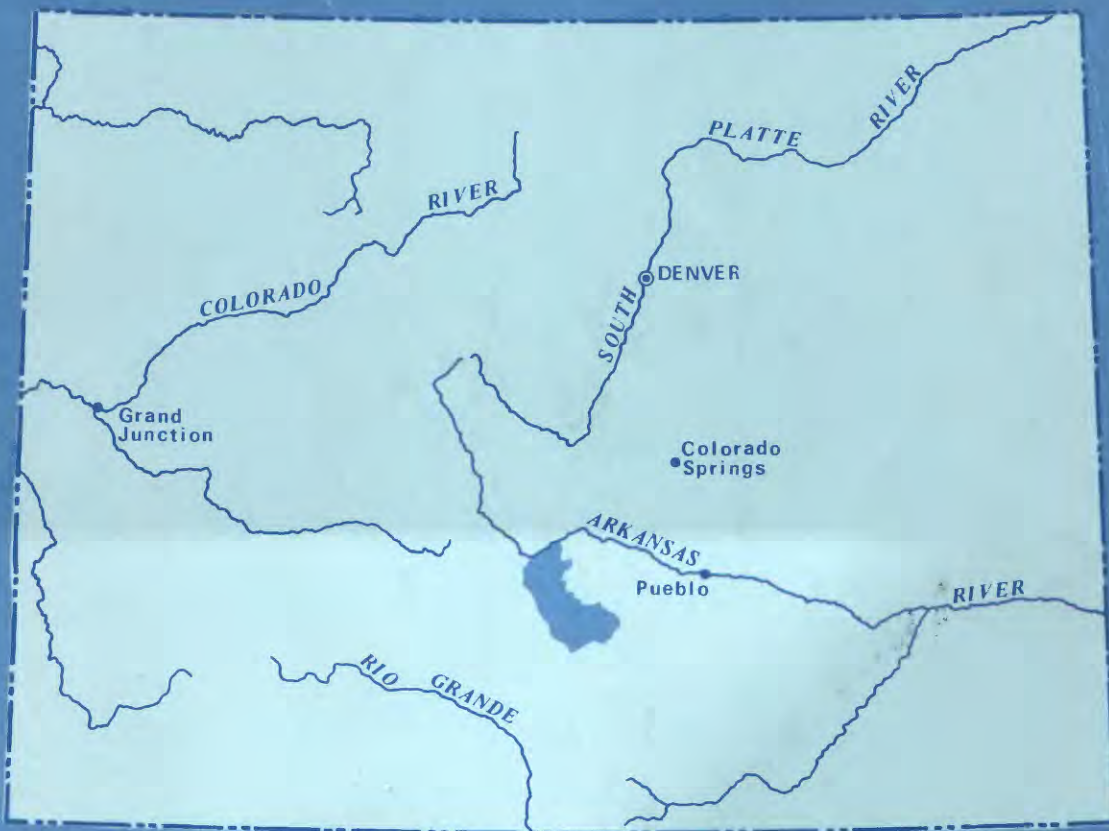 PLATTE
RIVER
RIVER
COLORADO
SOUTH
DENVER
Grand
Junction
Colorado
Springs
ARKANSAS
Pueblo
RIVER
RIO GRANDE